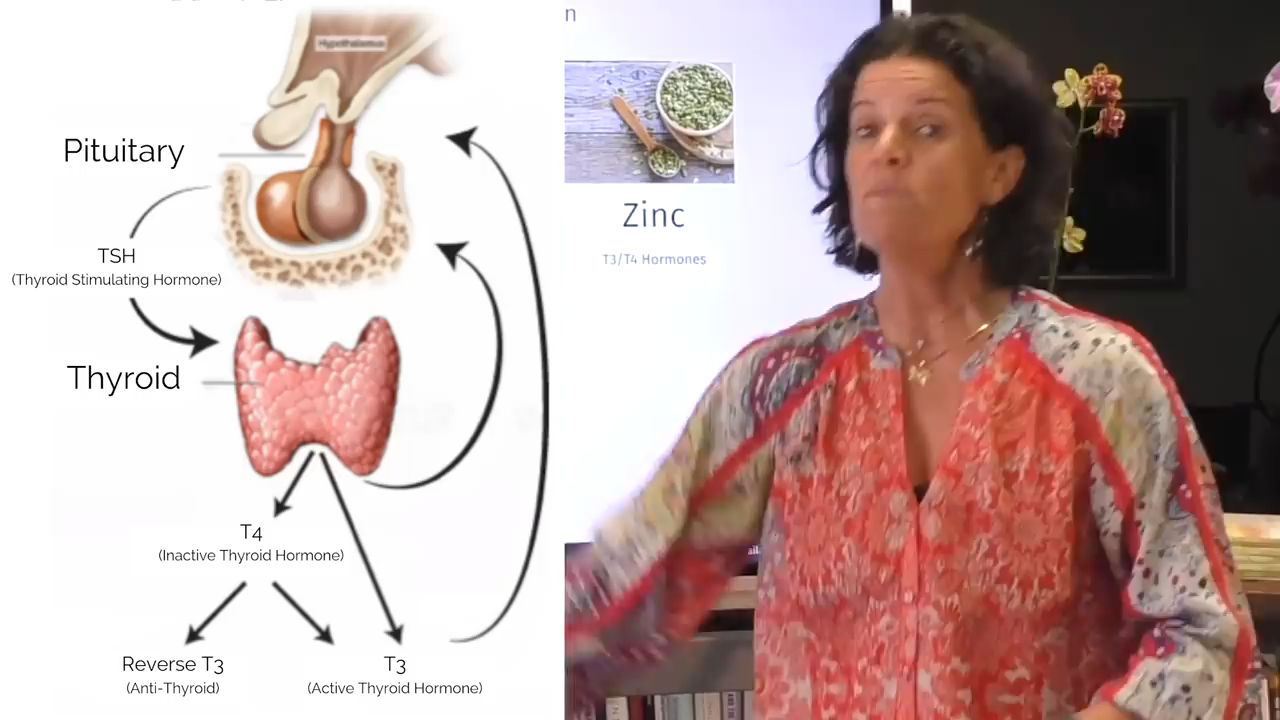 Hypothalamus
Pituitary
TSH
(Thyroid Stimulating Hormone)
Thyroid
T4
(Inactive Thyroid Hormone)
Reverse T3
(Anti-Thyroid)
T3
(Active Thyroid Hormone)
n
Zinc
T3/T4 Hormones